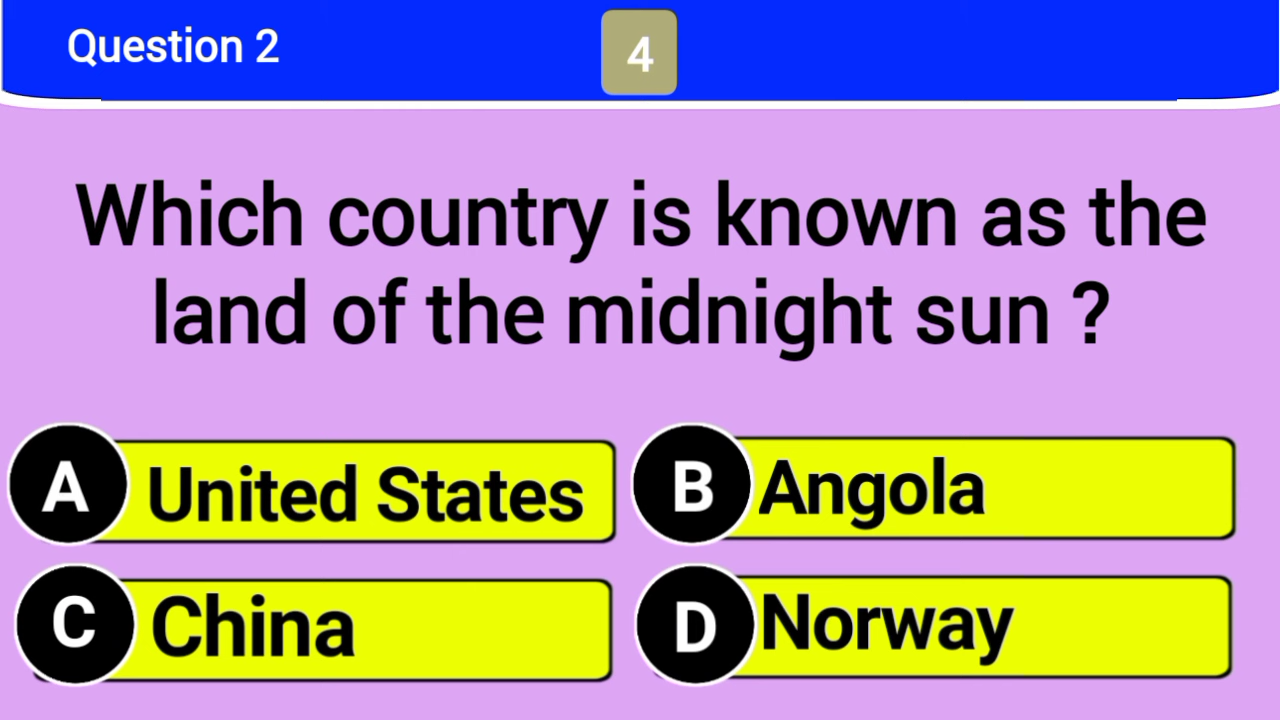 Question 2
4
Which country is known as the
land of the midnight sun ?
A United States
B Angola
C China
D Norway